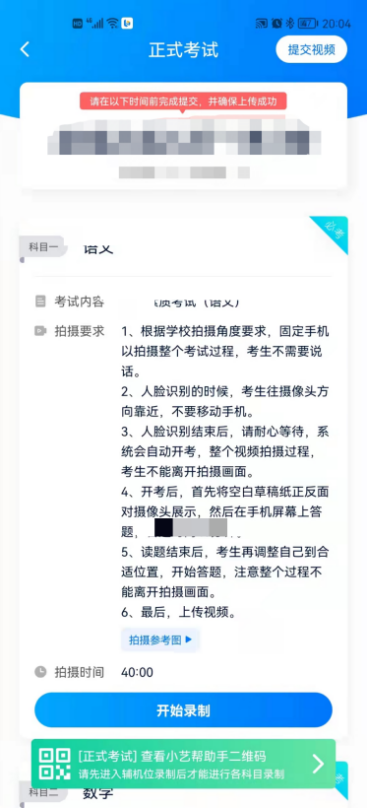 20:04
正式考试
提交视频
请在以下时间前完成提交，并确保上传成功
必考
科目一
语文
考试内容
质考试（语文）
拍摄要求
1、根据学校拍摄角度要求，固定手机
以拍摄整个考试过程，考生不需要说
话。
2、人脸识别的时候，考生往摄像头方
向靠近，不要移动手机。
3、人脸识别结束后，请耐心等待，系
统会自动开考，整个视频拍摄过程，
考生不能离开拍摄画面。
4、开考后，首先将空白草稿纸正反面
对摄像头展示，然后在手机屏幕上答
题，
5、读题结束后，考生再调整自己到合
适位置，开始答题，注意整个过程不
能离开拍摄画面。
6、最后，上传视频。
拍摄参考图
拍摄时间
40:00
开始录制
[正式考试] 查看小艺帮助手二维码
请先进入辅机位录制后才能进行各科目录制
科目二
数学